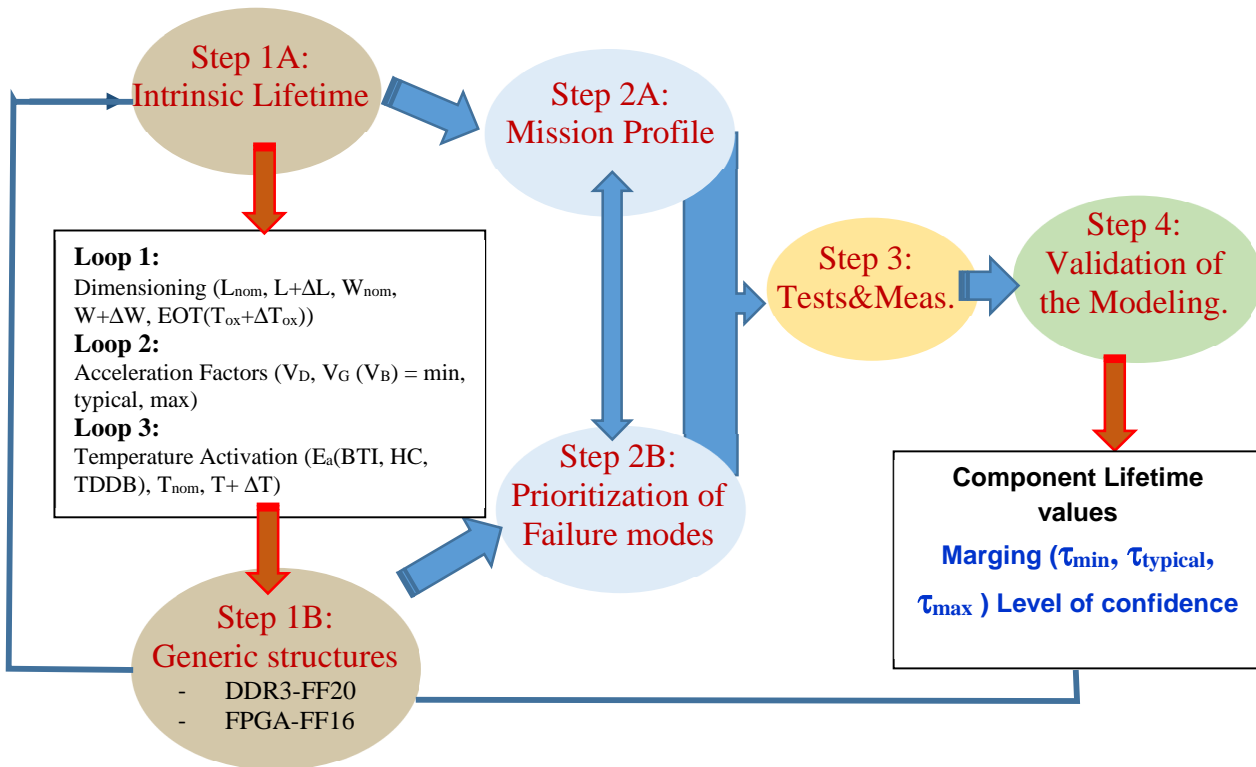 Step 1A:
Intrinsic Lifetime
Loop 1:
Dimensioning (Lnom, L+ΔL, Wnom,
W+ΔW, EOT(Tox+ΔTox))
Loop 2:
Acceleration Factors (VD, VG (VB) = min,
typical, max)
Loop 3:
Temperature Activation (Ea(BTI, HC,
TDDB), Tnom, T+ ΔT)
Step 1B:
Generic structures
- DDR3-FF20
- FPGA-FF16
Step 2A:
Mission Profile
Step 2B:
Prioritization of
Failure modes
Step 3:
Tests&Meas.
Step 4:
Validation of
the Modeling.
Component Lifetime
values
Marging (τmin, τtypical,
τmax ) Level of confidence